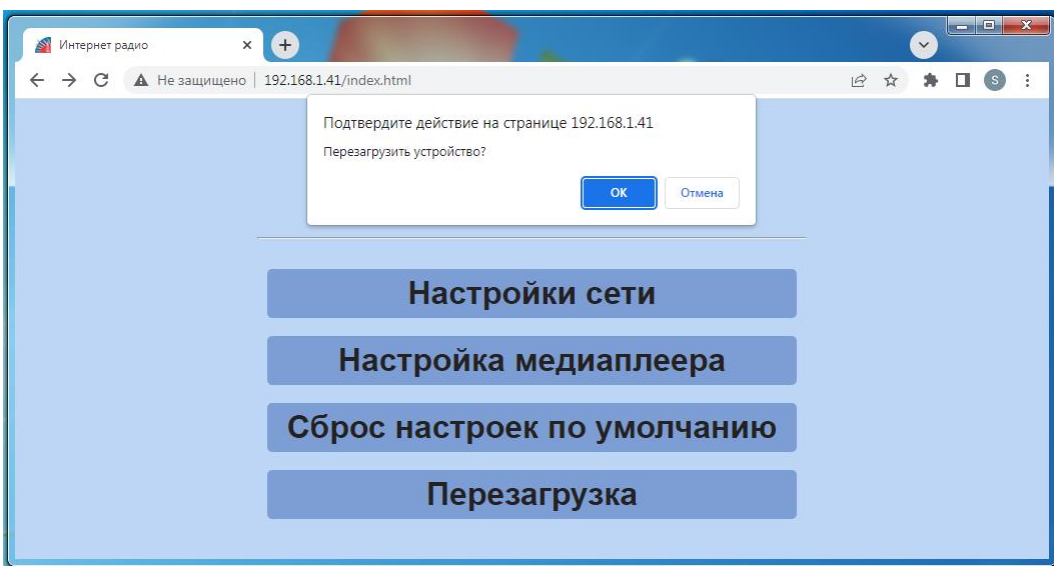 Интернет радио
Не защищено 192.168.1.41/index.html
S
Подтвердите действие на странице 192.168.1.41
Перезагрузить устройство?
ОК Отмена
Настройки сети
Настройка медиаплеера
Сброс настроек по умолчанию
Перезагрузка